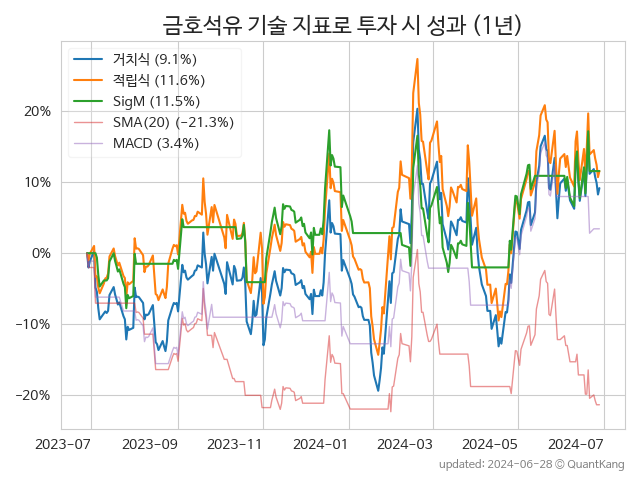 금호석유 기술 지표로 투자 시 성과 (1년)
거치식 (9.1%)
적립식 (11.6%)
SigM (11.5%)
SMA(20) (−21.3%)
MACD (3.4%)
20%
10%
0%
−10%
−20%
2023-07 2023-09 2023-11 2024-01 2024-03 2024-05 2024-07
updated: 2024-06-28 ⓒ QuantKang